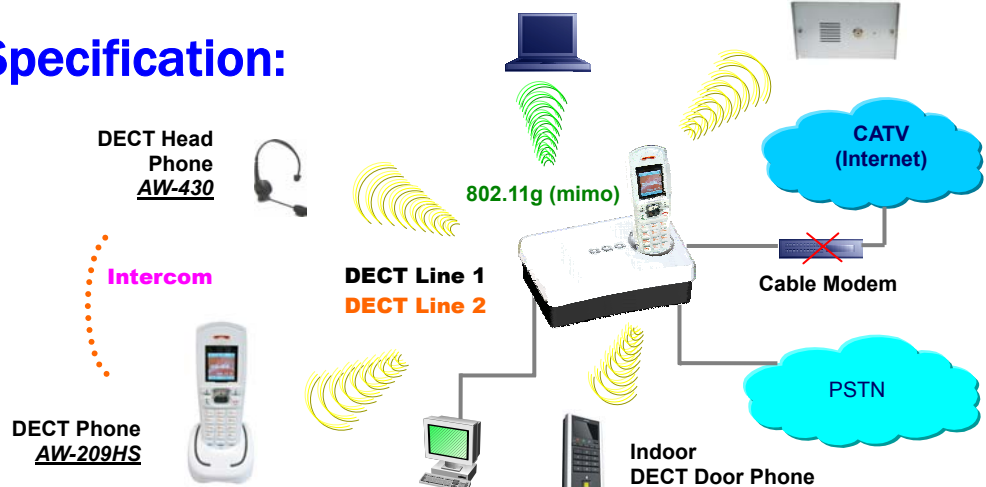 Specification:
DECT Head
Phone
AW-430
802.11g (mimo)
CATV
(Internet)
Intercom
DECT Line 1
DECT Line 2
Cable Modem
PSTN
DECT Phone
AW-209HS
Indoor
DECT Door Phone